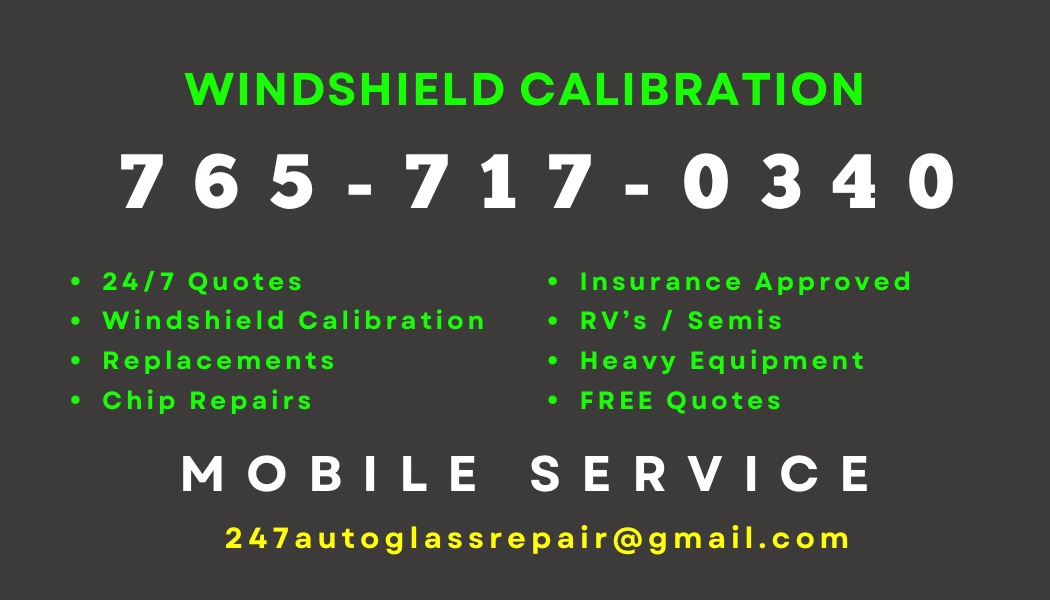 WINDSHIELD CALIBRATION
765-717-0340
• 24/7 Quotes
• Windshield Calibration
• Replacements
• Chip Repairs
• Insurance Approved
• RV’s / Semis
• Heavy Equipment
• FREE Quotes
MOBILE SERVICE
247autoglassrepair@gmail.com